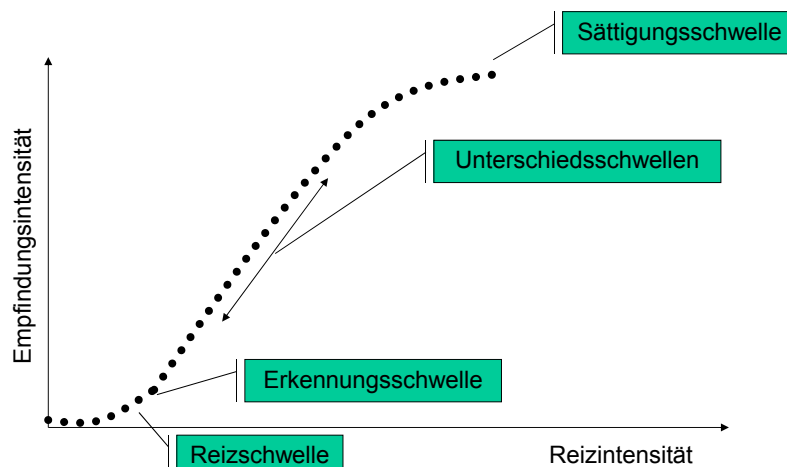 Sättigungsschwelle
Unterschiedsschwellen
Empfindungsintensität
Erkennungsschwelle
Reizschwelle
Reizintensität